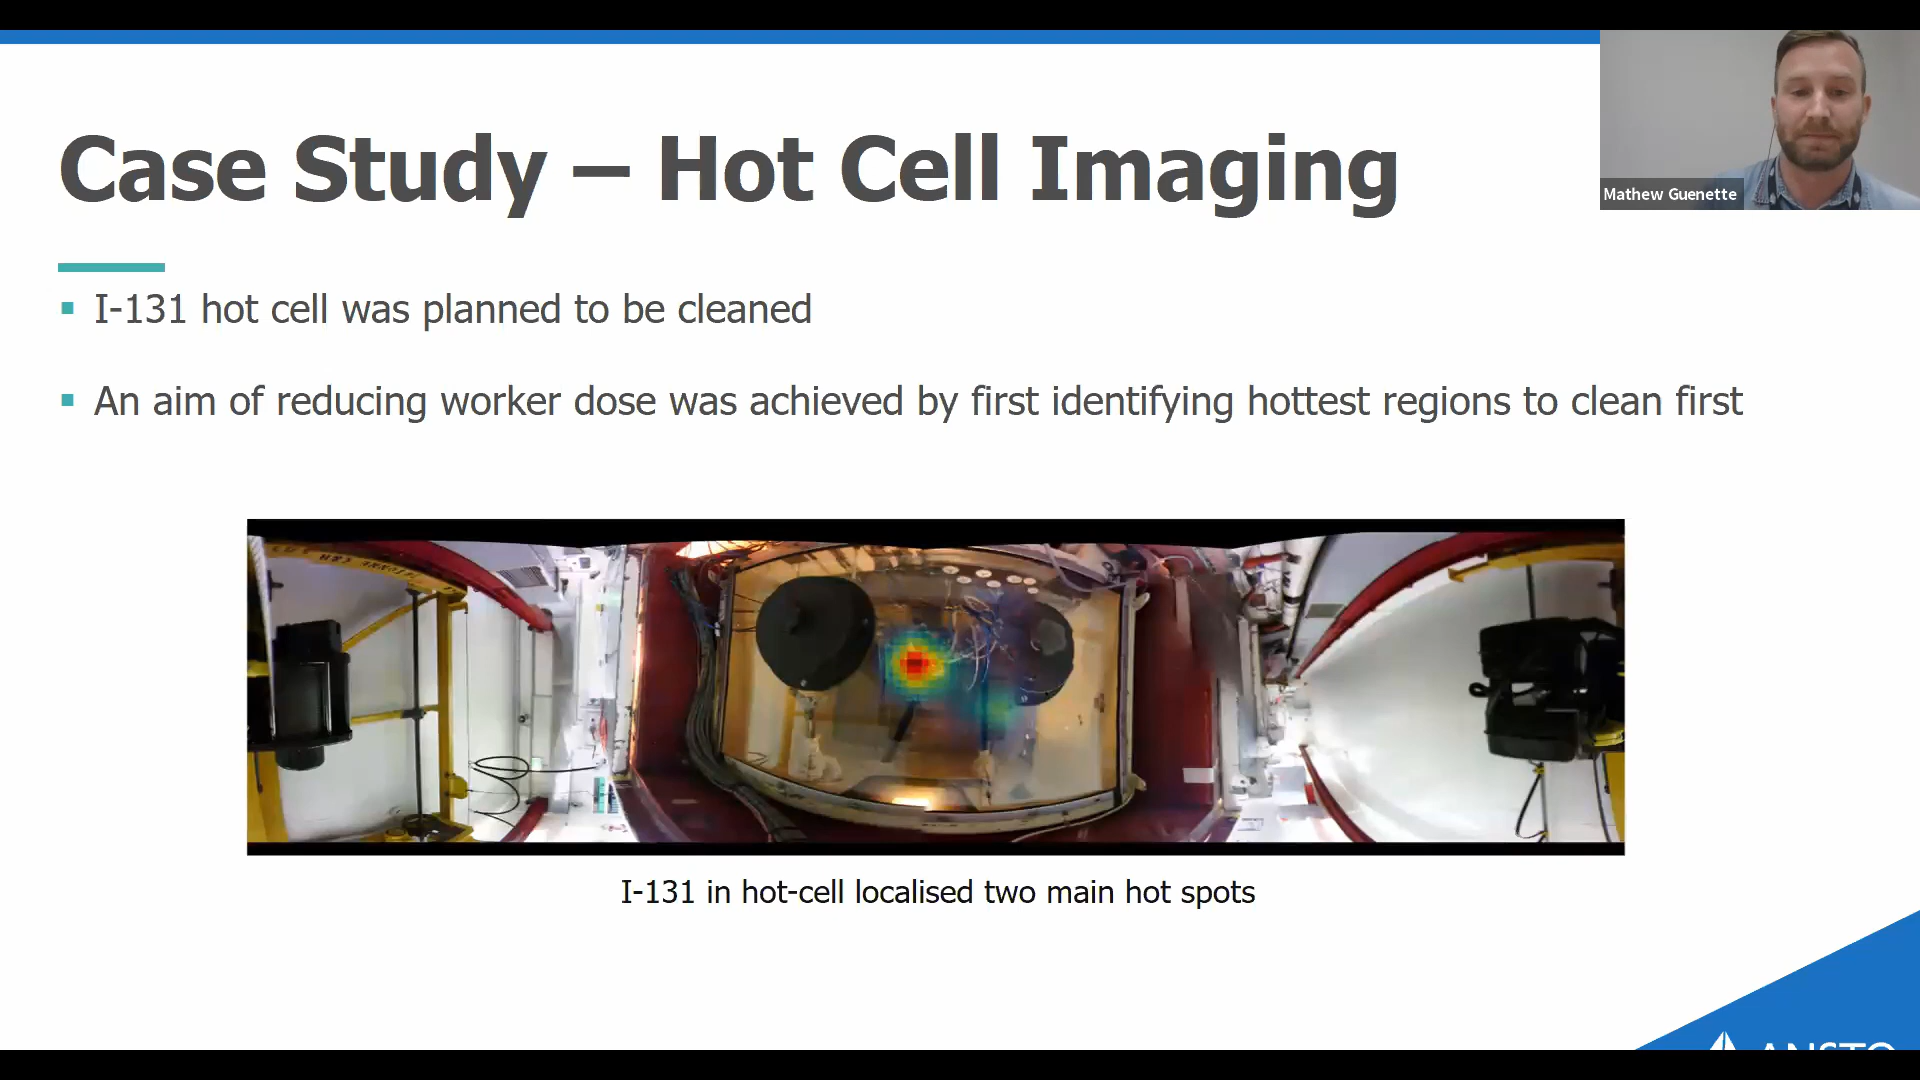 Case Study – Hot Cell Imaging
Mathew Guenette
I-131 hot cell was planned to be cleaned
An aim of reducing worker dose was achieved by first identifying hottest regions to clean first
I-131 in hot-cell localised two main hot spots
ANSTO